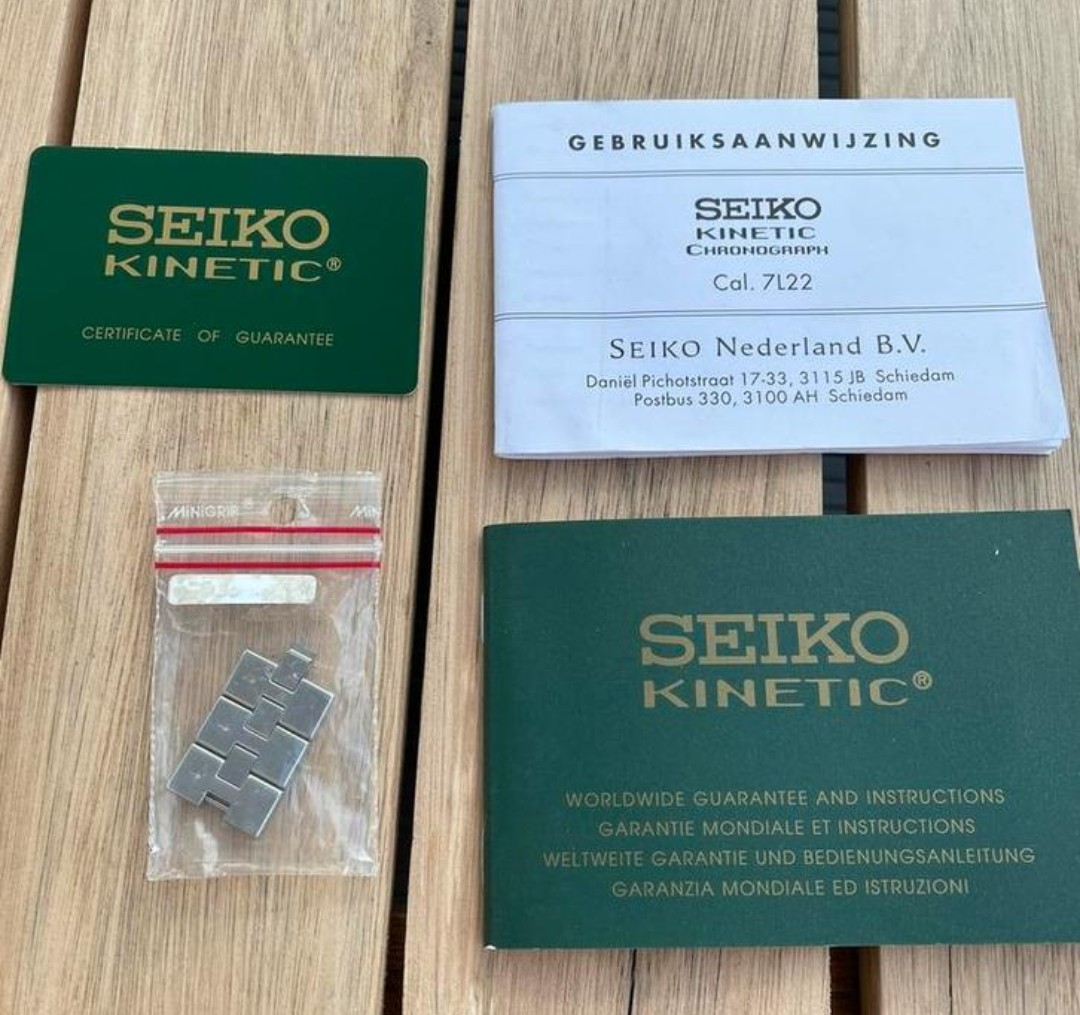 SEIKO
KINETIC®
CERTIFICATE OF GUARANTEE
GEBRUIKSAANWIJZING
SEIKO
KINETIC
CHRONOGRAPH
Cal. 7L22
SEIKO Nederland B.V.
Daniël Pichotstraat 17-33, 3115 JB Schiedam
Postbus 330, 3100 AH Schiedam
MINIGRIP MIN
SEIKO
KINETIC®
WORLDWIDE GUARANTEE AND INSTRUCTIONS
GARANTIE MONDIALE ET INSTRUCTIONS
WELTWEITE GARANTIE UND BEDIENUNGSANLEITUNG
GARANZIA MONDIALE ED ISTRUZIONI